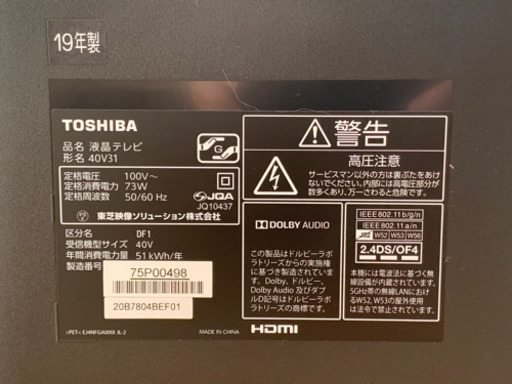 19年製
TOSHIBA
品名 液晶テレビ
形名 40V31
定格電圧 100V～
定格消費電力 73W
定格周波数 50/60 Hz
JQA
JQ10437
東芝映像ソリューション株式会社
区分名 DF1
受信機型サイズ 40V
年間消費電力量 51kWh/年
製造番号
75P00498
20B7804BEF01
MADE IN CHINA
警告
高圧注意
サービスマン以外の方は裏ぶたをあけないでください。内部には高電圧部分が数多くあり、万一さわると危険です。
DOLBY AUDIO
この製品はドルビーラボ
ラトリーズからの実施権
に基づき製造されていま
す。Dolby、ドルビー、
Dolby Audio 及びダブ
ルD記号はドルビーラボ
ラトリーズの商標です。
HDMI
IEEE802.11b/g/n
IEEE802.11a/n
J52 W52 W53 W56
2.4DS/OF4
本機には電波法に基づく無線
設備が内蔵されています。
5GHz帯の無線LANにおけ
るW52、W53の屋外使用
は法令で禁止されています。